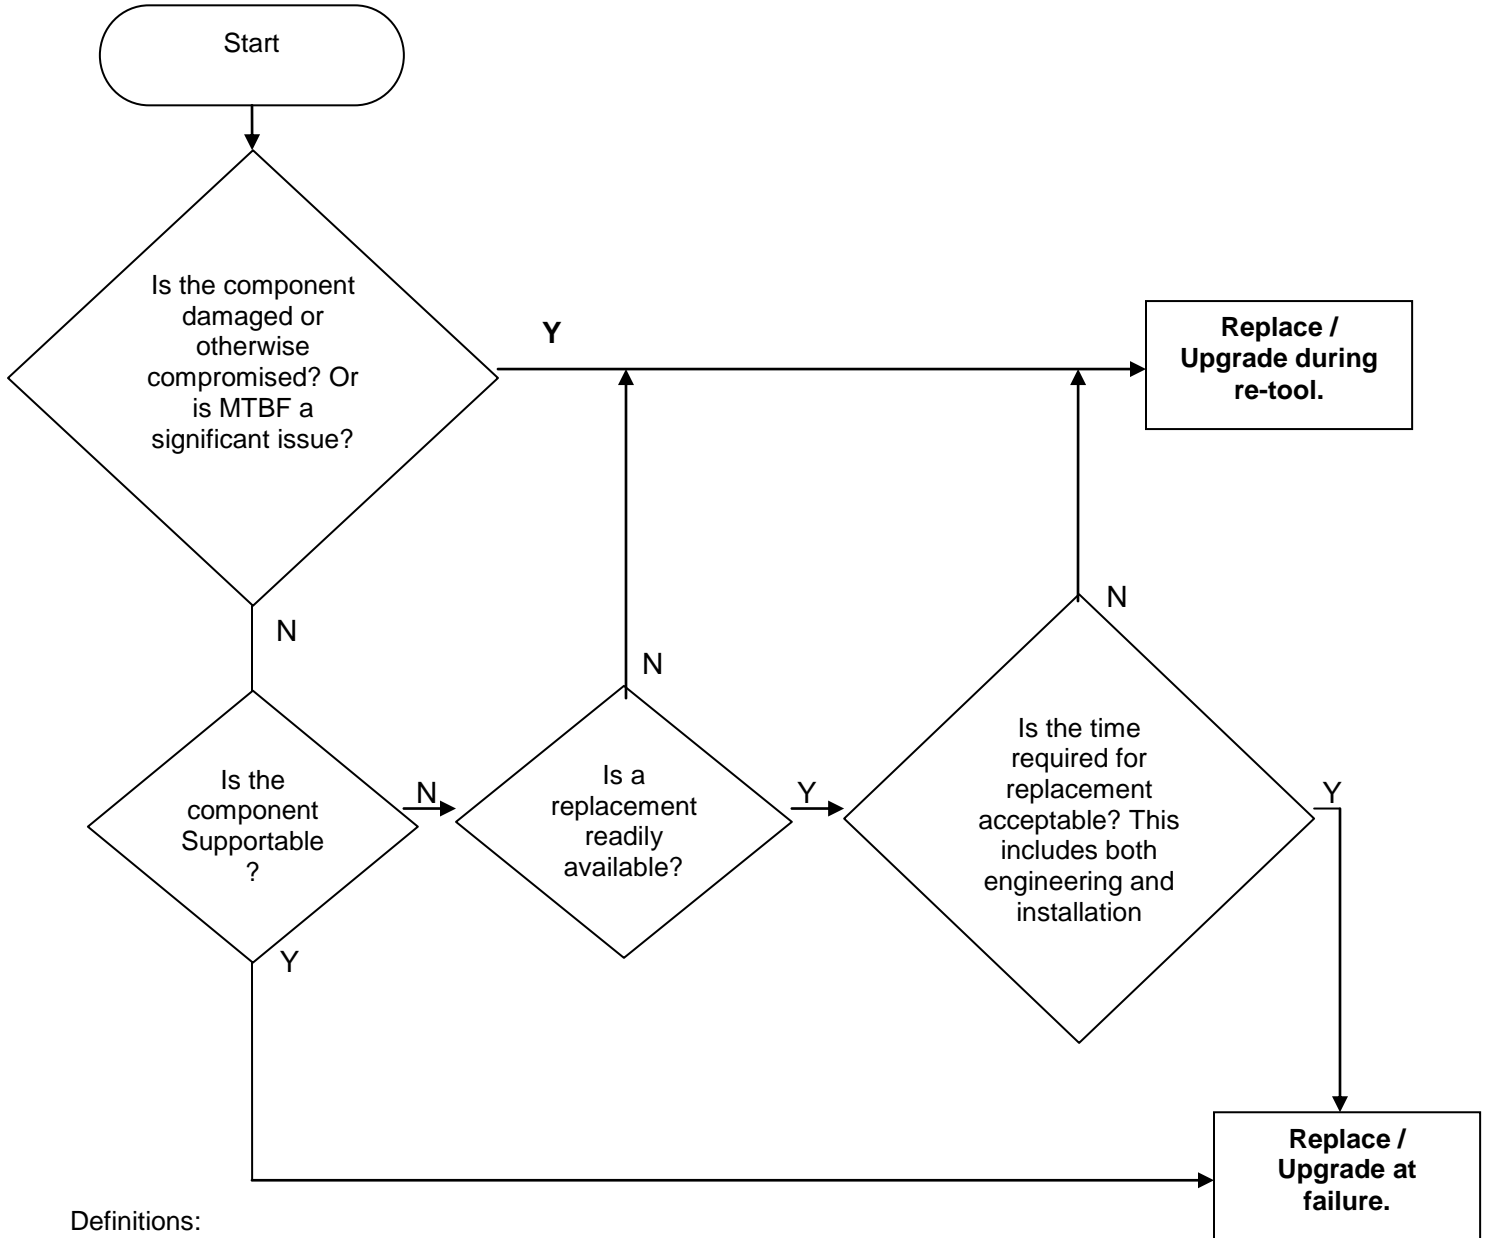 Start
Is the component
damaged or
otherwise
compromised? Or
is MTBF a
significant issue?
Y
Replace /
Upgrade during
re-tool.
N
N
N
Is the
component
Supportable
?
N
Is a
replacement
readily
available?
Y
Is the time
required for
replacement
acceptable? This
includes both
engineering and
installation
Y
Y
Replace /
Upgrade at
failure.
Definitions: